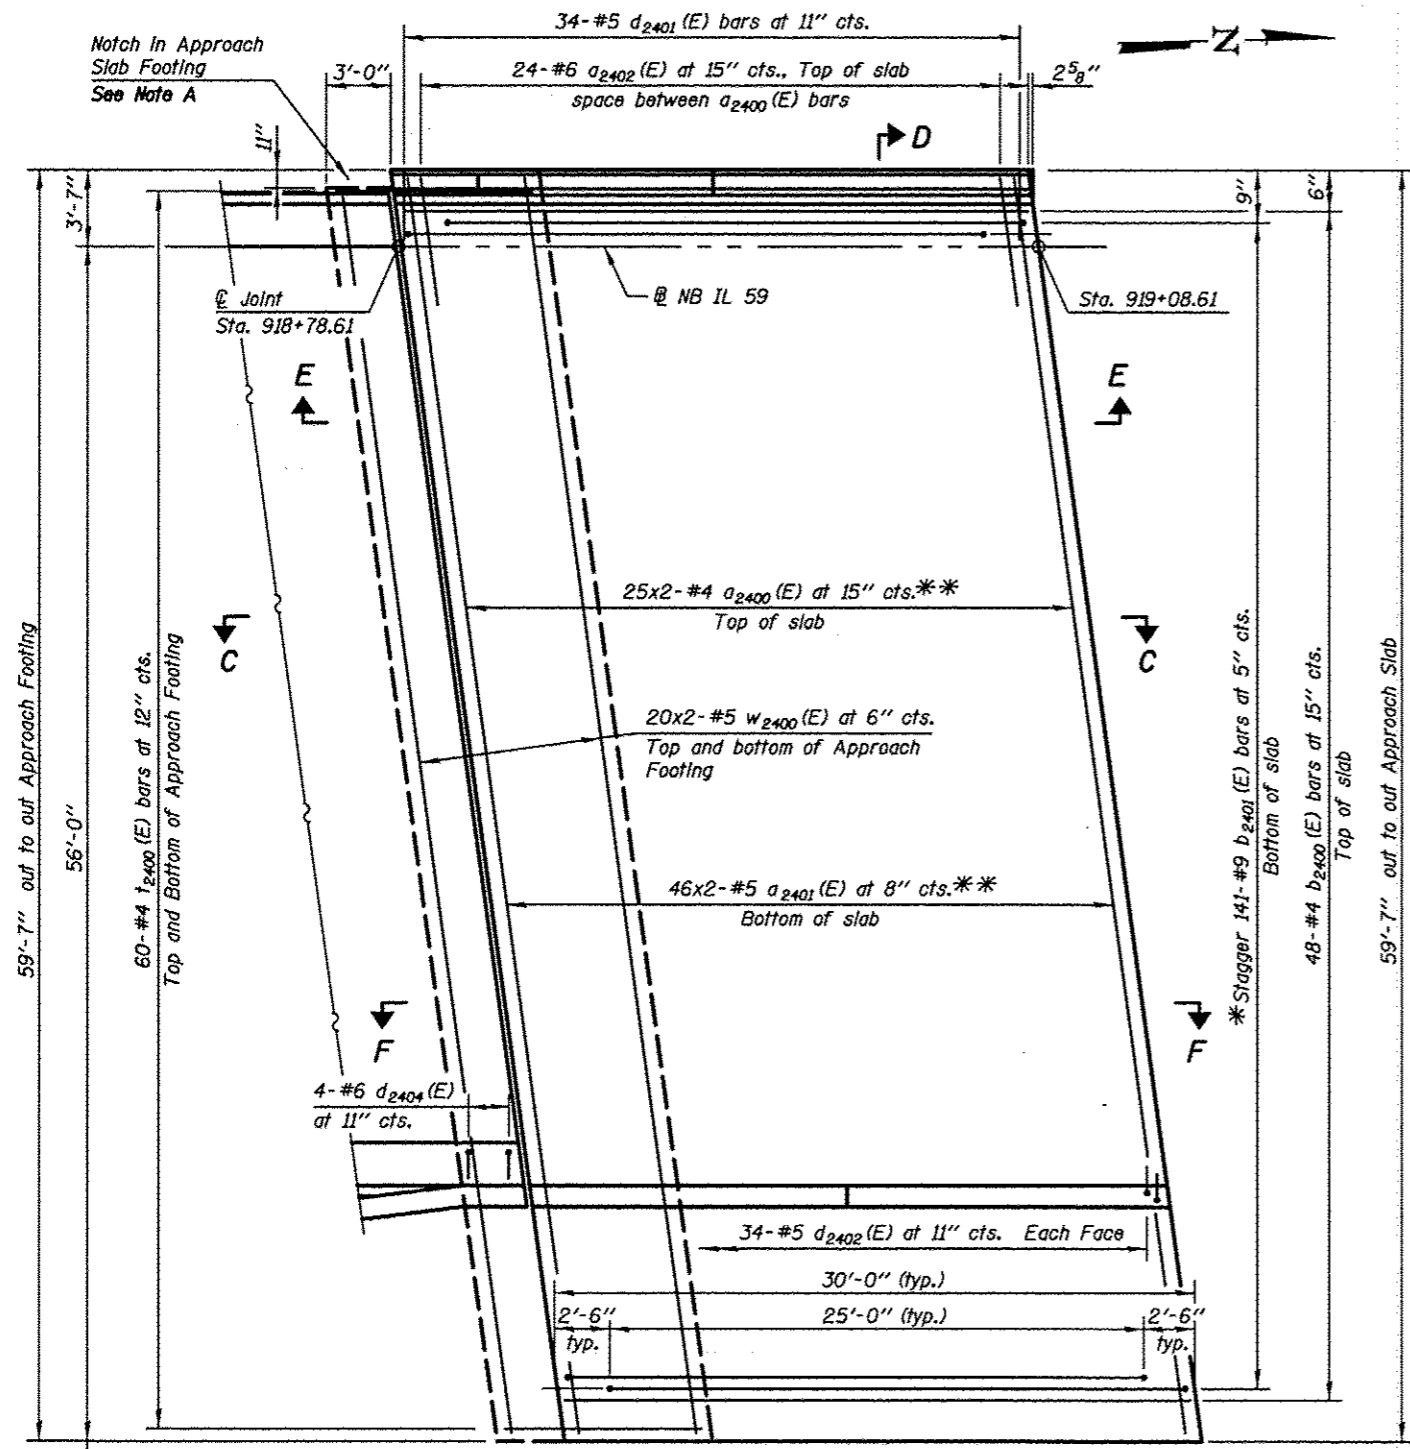 34-#5 d2401(E) bars at 11" cts.
Notch in Approach
Slab Footing
See Note A
3'-0"
24-#6 a2402(E) at 15" cts., Top of slab
space between a2400(E) bars
2 5/8"
Z
D
11"
3'-7"
9"
6"
℄ Joint
Sta. 918+78.61
℄ NB IL 59
Sta. 919+08.61
E
E
25x2-#4 a2400(E) at 15" cts.**
Top of slab
C
C
59'-7" out to out Approach Footing
56'-0"
60-#4 t2400(E) bars at 12" cts.
Top and Bottom of Approach Footing
20x2-#5 w2400(E) at 6" cts.
Top and bottom of Approach
Footing
*Stagger 141-#9 b2401(E) bars at 5" cts.
Bottom of slab
48-#4 b2400(E) bars at 15" cts.
Top of slab
59'-7" out to out Approach Slab
46x2-#5 a2401(E) at 8" cts.**
Bottom of slab
F
F
4-#6 d2404(E)
at 11" cts.
34-#5 d2402(E) at 11" cts. Each Face
30'-0" (typ.)
2'-6"
typ.
25'-0" (typ.)
2'-6"
typ.